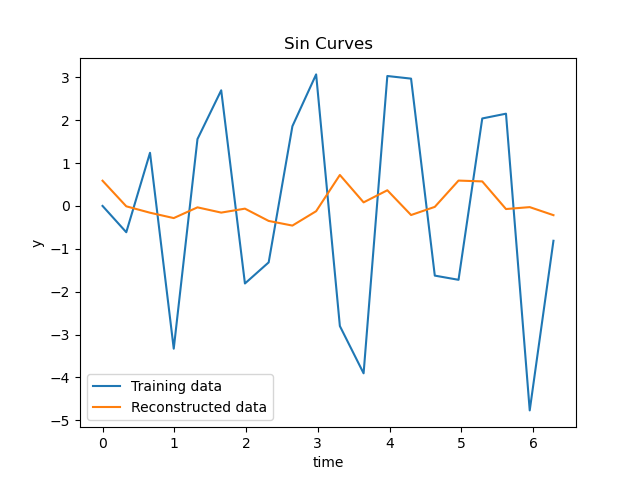 Sin Curves
3
2
1
0
−1
−2
−3
−4
−5
y
Training data
Reconstructed data
0 1 2 3 4 5 6
time